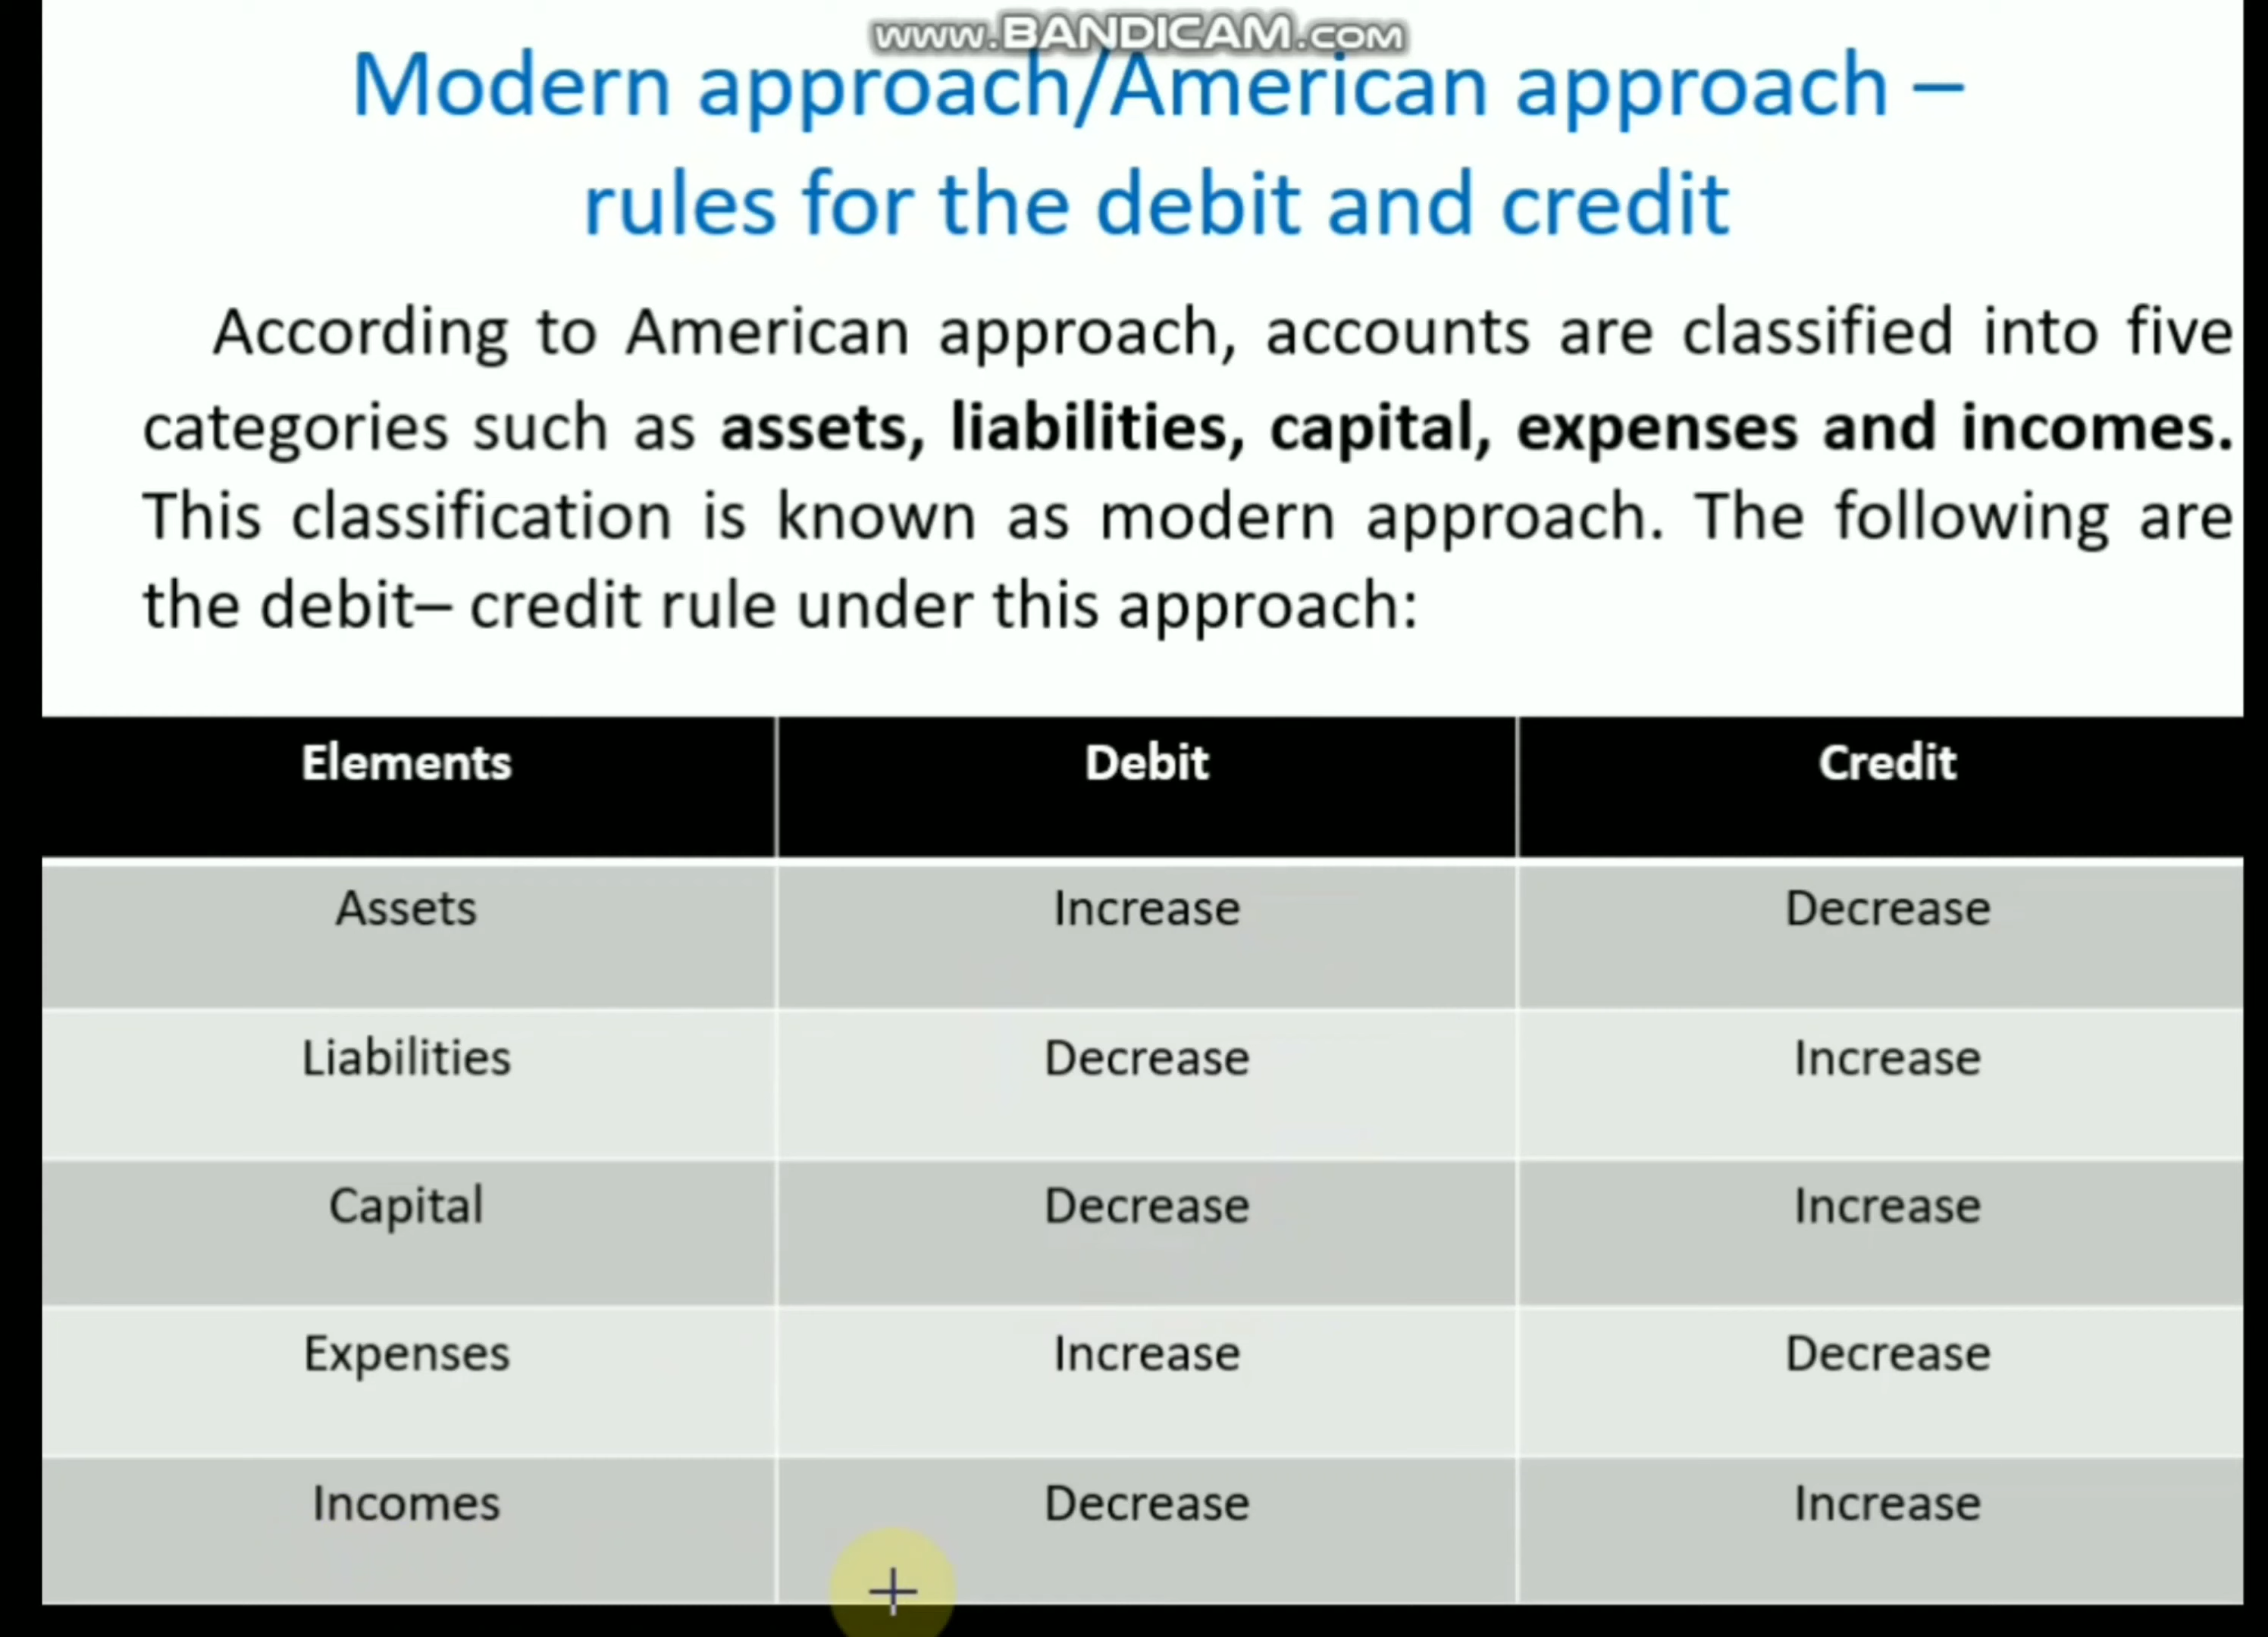 www.BANDICAM.com
Modern approach/American approach –
rules for the debit and credit
According to American approach, accounts are classified into five
categories such as assets, liabilities, capital, expenses and incomes.
This classification is known as modern approach. The following are
the debit– credit rule under this approach:
Elements Debit Credit
Assets Increase Decrease
Liabilities Decrease Increase
Capital Decrease Increase
Expenses Increase Decrease
Incomes Decrease Increase